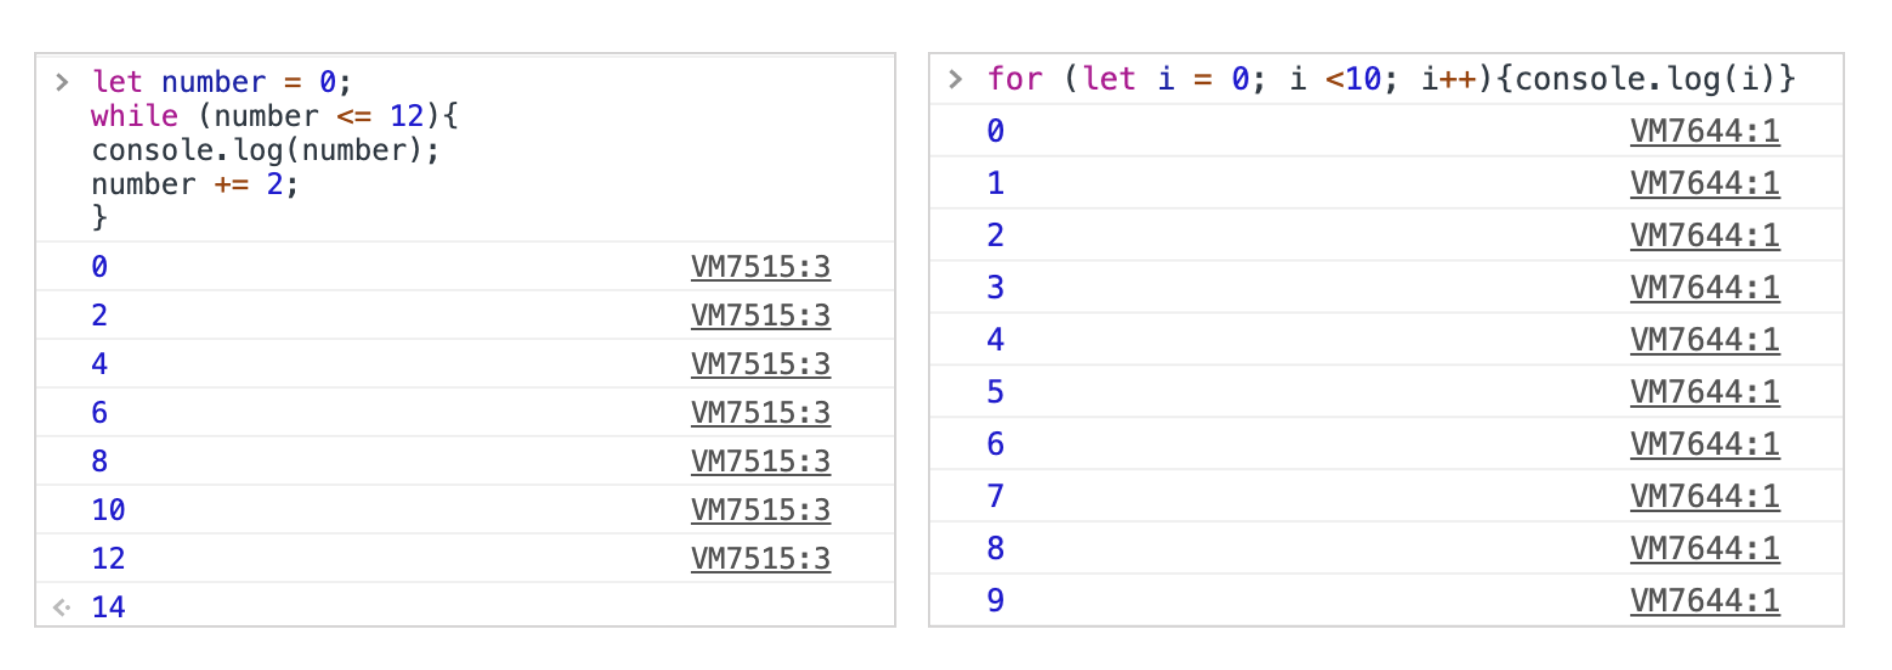 > let number = 0;
while (number <= 12){
console.log(number);
number += 2;
}
0 VM7515:3
2 VM7515:3
4 VM7515:3
6 VM7515:3
8 VM7515:3
10 VM7515:3
12 VM7515:3
<· 14
> for (let i = 0; i <10; i++){console.log(i)}
0 VM7644:1
1 VM7644:1
2 VM7644:1
3 VM7644:1
4 VM7644:1
5 VM7644:1
6 VM7644:1
7 VM7644:1
8 VM7644:1
9 VM7644:1